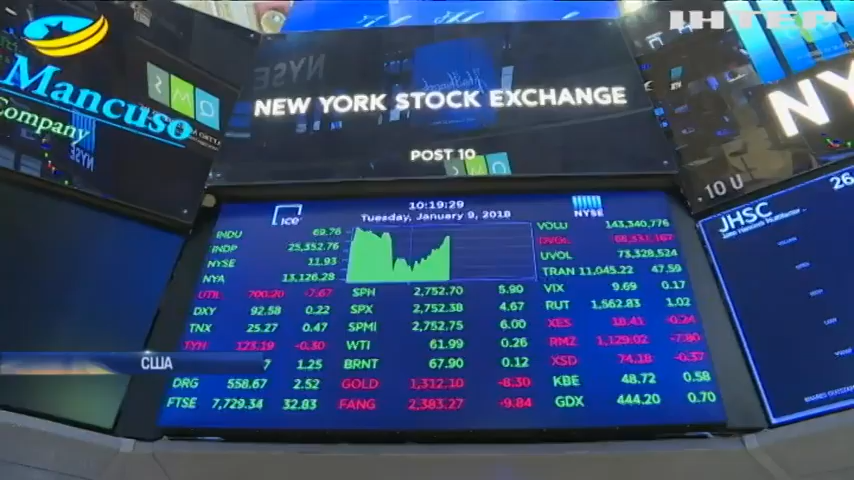 ІНТЕР
Mancuso
Company
NYSE
NEW YORK STOCK EXCHANGE
POST 10
NY
10 U
ice
10:19:29
Tuesday, January 9, 2018
NYSE
INDU 69.76 VOLU 143,340,776
INDP 25,352.76 DVOL
NYSE 11.93 UVOL 73,328,524
NYA 13,126.28 TRAN 11,045.22 47.59
UTIL 700.20 -7.67 SPH 2,752.70 5.90 VIX 9.69 0.17
DXY 92.58 0.22 SPX 2,752.38 4.67 RUT 1,562.83 1.02
TNX 25.27 0.47 SPMI 2,752.75 6.00 XES 18.41 -0.24
TYH 123.19 -0.30 WTI 61.99 0.26 RMZ 1,129.02 -7.80
США
1.25 BRNT 67.90 0.12 XSD 74.18 -0.37
DRG 558.67 2.52 GOLD 1,312.10 -8.30 KBE 48.72 0.58
FTSE 7,729.34 32.83 FANG 2,383.27 -9.84 GDX 444.20 0.70
JHSC
26